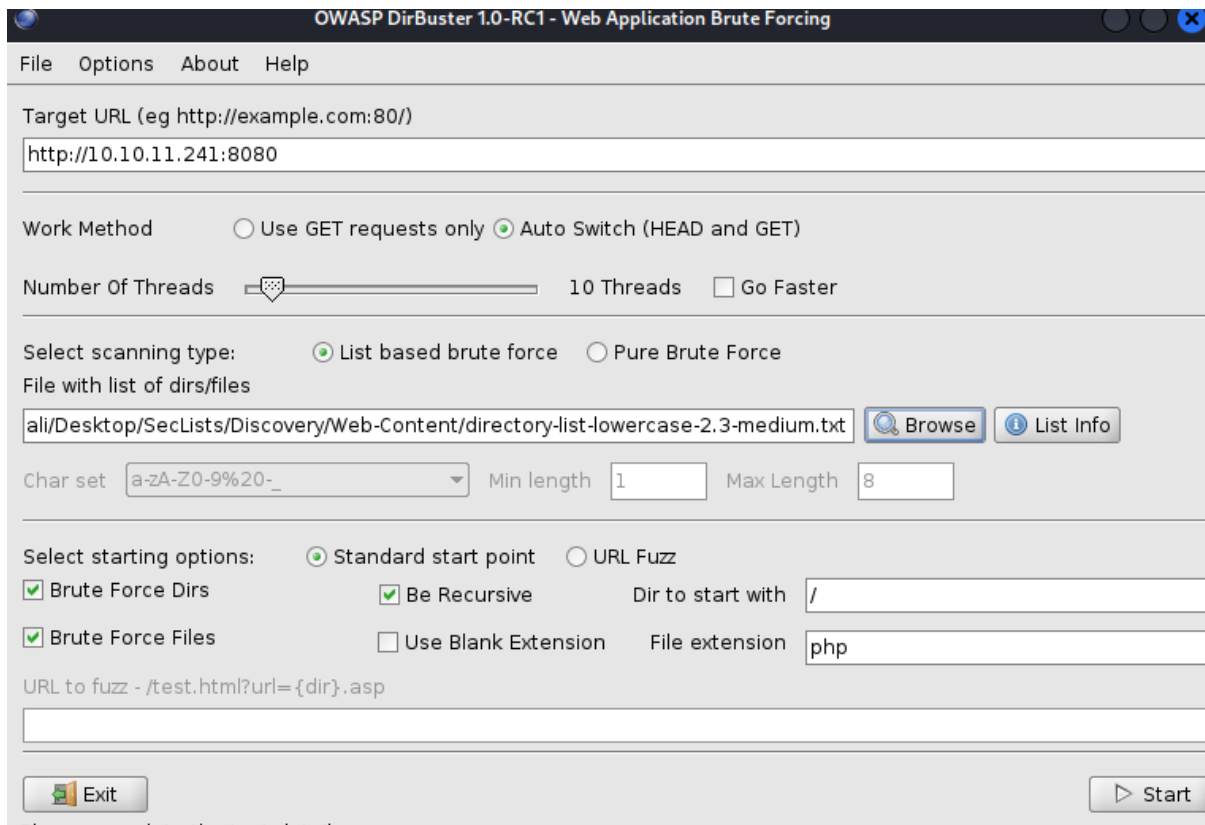 OWASP DirBuster 1.0-RC1 - Web Application Brute Forcing
File Options About Help
Target URL (eg http://example.com:80/)
http://10.10.11.241:8080
Work Method Use GET requests only Auto Switch (HEAD and GET)
Number Of Threads 10 Threads Go Faster
Select scanning type: List based brute force Pure Brute Force
File with list of dirs/files
ali/Desktop/SecLists/Discovery/Web-Content/directory-list-lowercase-2.3-medium.txt Browse List Info
Char set a-zA-Z0-9%20-_ Min length 1 Max Length 8
Select starting options: Standard start point URL Fuzz
Brute Force Dirs Be Recursive Dir to start with /
Brute Force Files Use Blank Extension File extension php
URL to fuzz - /test.html?url={dir}.asp
Exit Start